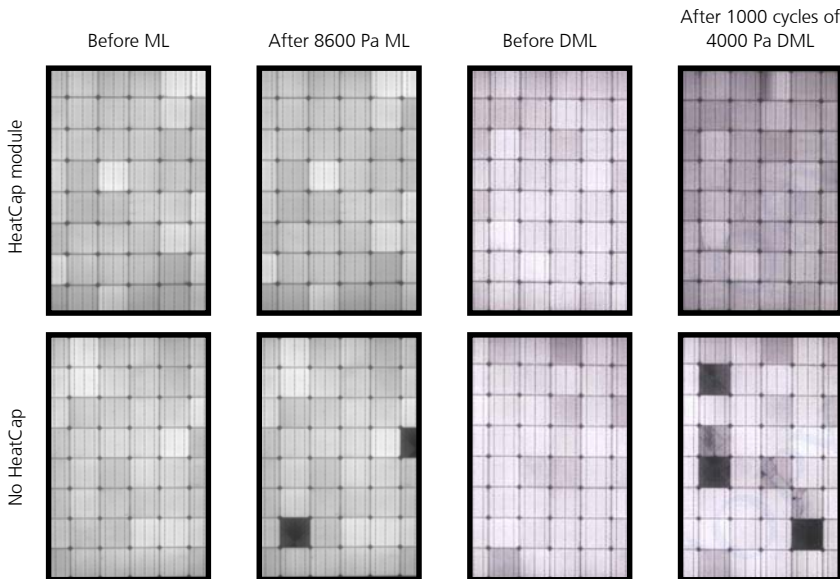 Before ML
After 8600 Pa ML
Before DML
After 1000 cycles of
4000 Pa DML
HeatCap module
No HeatCap